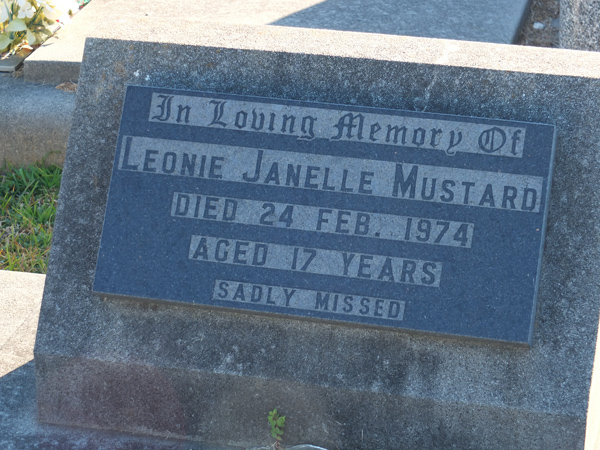 In Loving Memory Of
LEONIE JANELLE MUSTARD
DIED 24 FEB. 1974
AGED 17 YEARS
SADLY MISSED